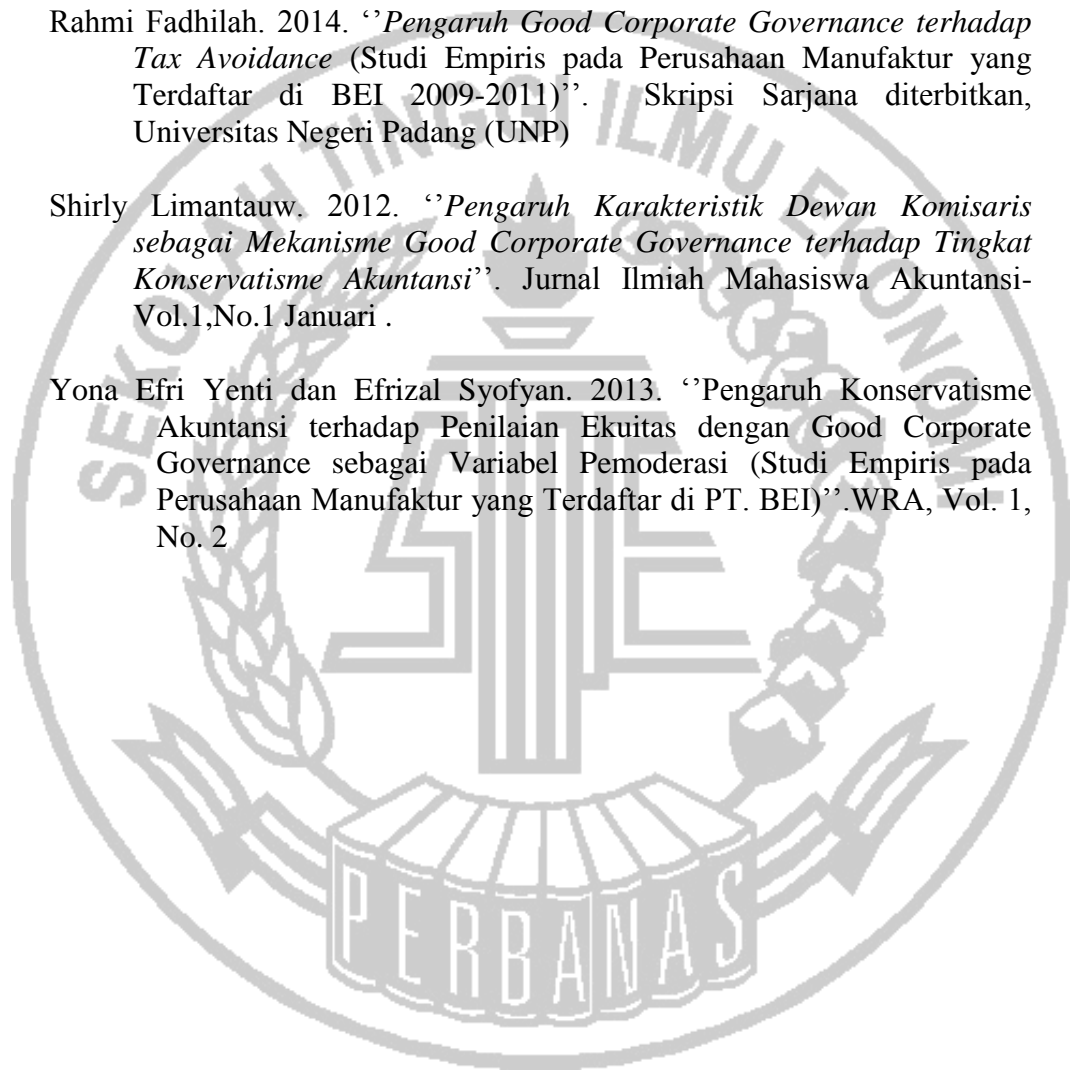 Rahmi Fadhilah. 2014. ‘’Pengaruh Good Corporate Governance terhadap
Tax Avoidance (Studi Empiris pada Perusahaan Manufaktur yang
Terdaftar di BEI 2009-2011)’’. Skripsi Sarjana diterbitkan,
Universitas Negeri Padang (UNP)
Shirly Limantauw. 2012. ‘’Pengaruh Karakteristik Dewan Komisaris
sebagai Mekanisme Good Corporate Governance terhadap Tingkat
Konservatisme Akuntansi’’. Jurnal Ilmiah Mahasiswa Akuntansi-
Vol.1,No.1 Januari .
Yona Efri Yenti dan Efrizal Syofyan. 2013. ‘’Pengaruh Konservatisme
Akuntansi terhadap Penilaian Ekuitas dengan Good Corporate
Governance sebagai Variabel Pemoderasi (Studi Empiris pada
Perusahaan Manufaktur yang Terdaftar di PT. BEI)’’.WRA, Vol. 1,
No. 2
SEKOLAH TINGGI ILMU EKONOMI
PERBANAS